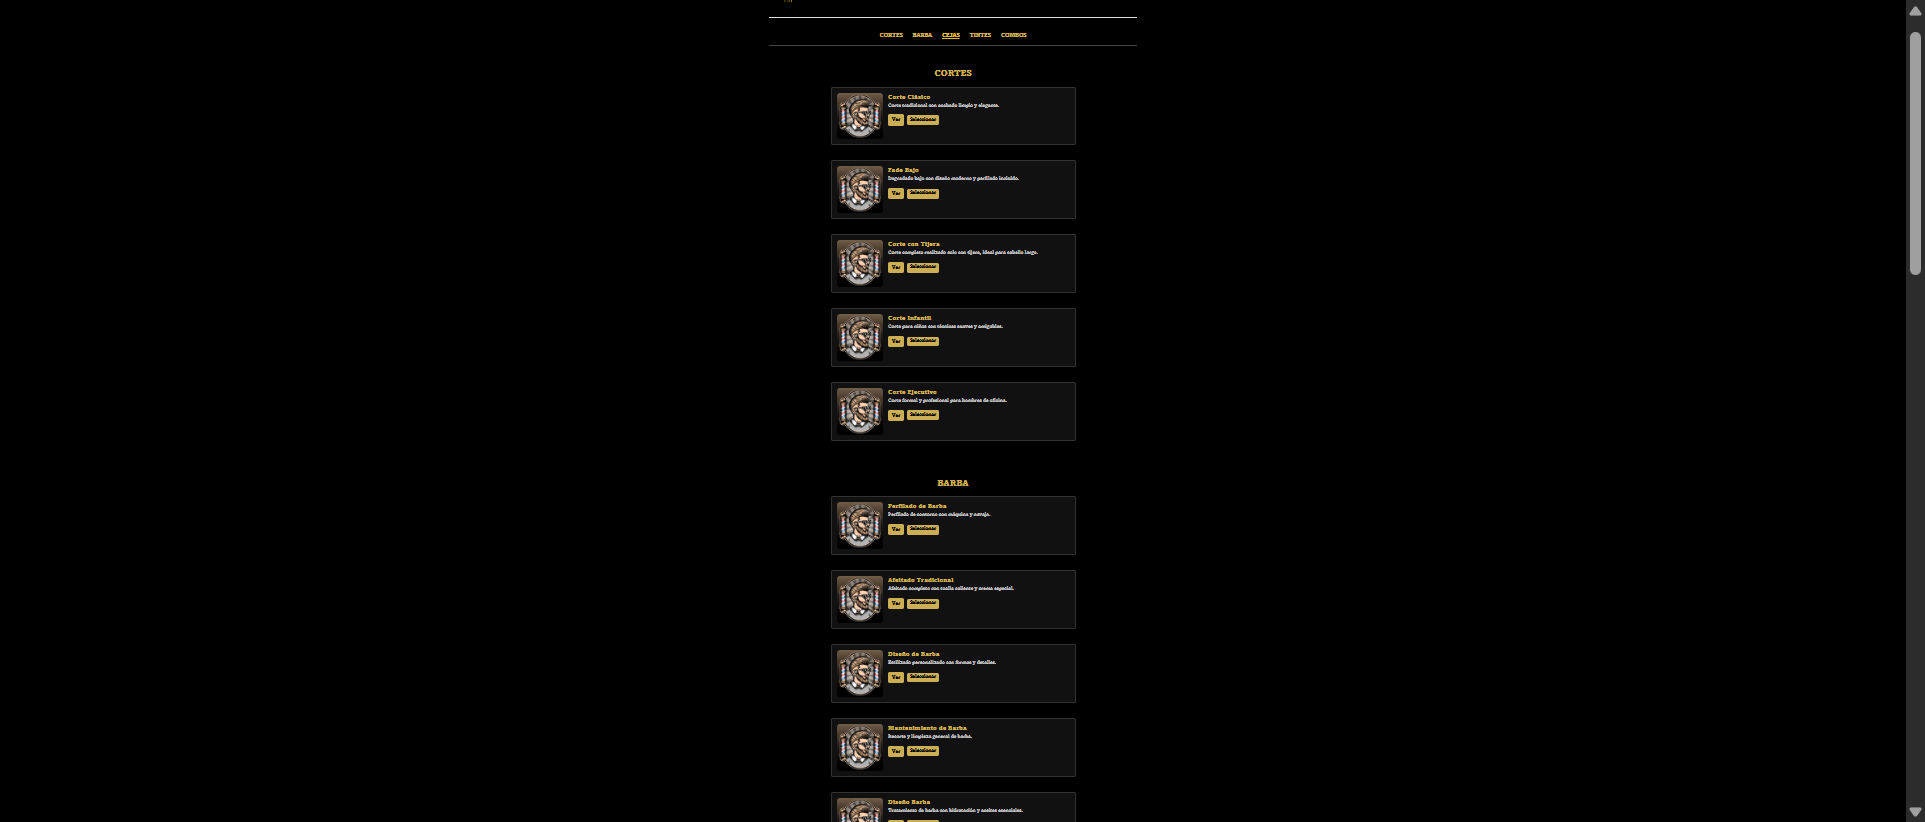 CORTES BARBA CEJAS TINTES COMBOS
CORTES
Corte Clásico
Corte tradicional con acabado limpio y elegante.
Ver Seleccionar
Fade Bajo
Degradado bajo con diseño moderno y perfilado incluido.
Ver Seleccionar
Corte con Tijera
Corte completo realizado solo con tijera, ideal para cabello largo.
Ver Seleccionar
Corte Infantil
Corte para niños con técnicas suaves y amigables.
Ver Seleccionar
Corte Ejecutivo
Corte formal y profesional para hombres de oficina.
Ver Seleccionar
BARBA
Perfilado de Barba
Perfilado de contorno con máquina y navaja.
Ver Seleccionar
Afeitado Tradicional
Afeitado completo con toalla caliente y crema especial.
Ver Seleccionar
Diseño de Barba
Estilizado personalizado con formas y detalles.
Ver Seleccionar
Mantenimiento de Barba
Recorte y limpieza general de barba.
Ver Seleccionar
Diseño Barba
Tratamiento de barba con hidratación y aceites esenciales.